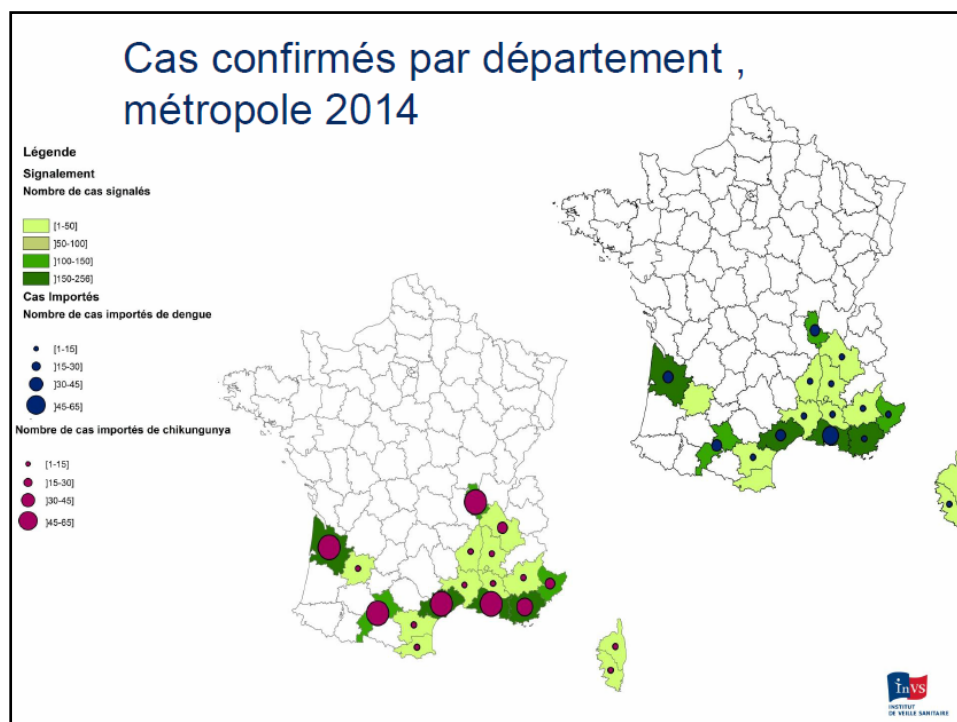 Cas confirmés par département ,
métropole 2014
Légende
Signalement
Nombre de cas signalés
[1-50]
]50-100]
]100-150]
]150-256]
Cas Importés
Nombre de cas importés de dengue
[1-15]
]15-30]
]30-45]
]45-65]
Nombre de cas importés de chikungunya
[1-15]
]15-30]
]30-45]
]45-65]
InVS
INSTITUT
DE VEILLE SANITAIRE